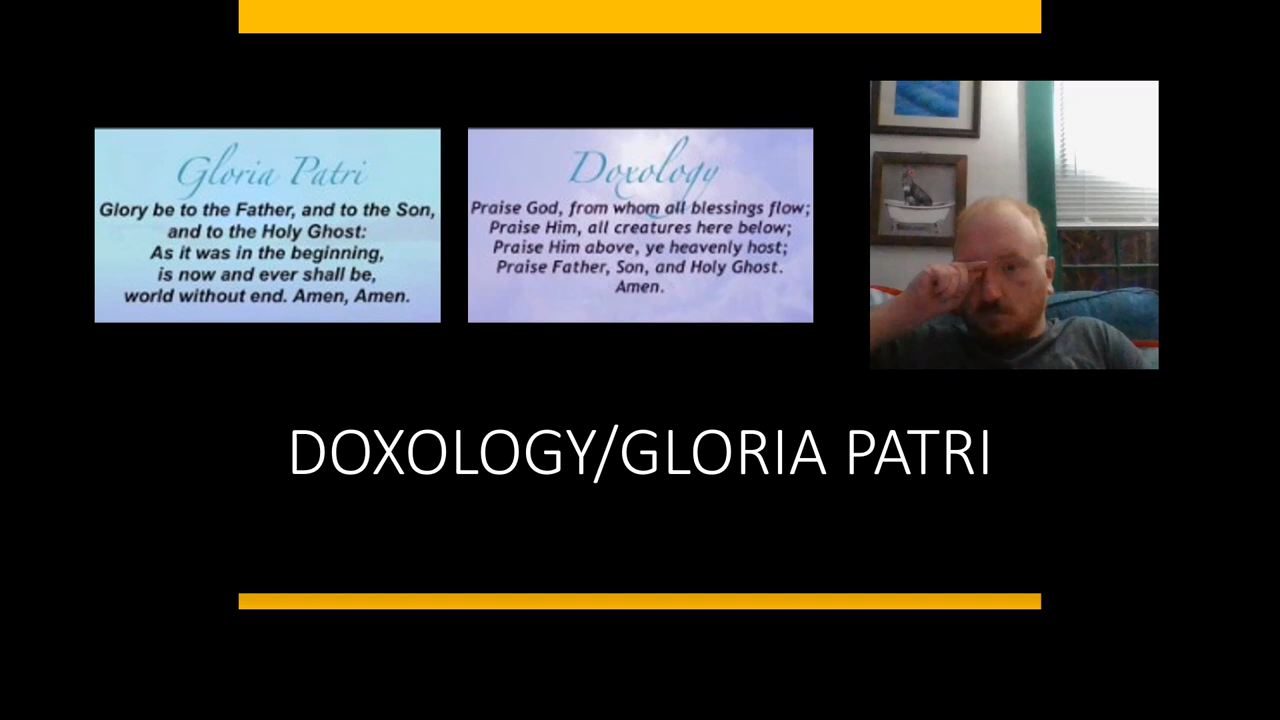 Gloria Patri
Glory be to the Father, and to the Son,
and to the Holy Ghost:
As it was in the beginning,
is now and ever shall be,
world without end. Amen, Amen.
Doxology
Praise God, from whom all blessings flow;
Praise Him, all creatures here below;
Praise Him above, ye heavenly host;
Praise Father, Son, and Holy Ghost.
Amen.
DOXOLOGY/GLORIA PATRI